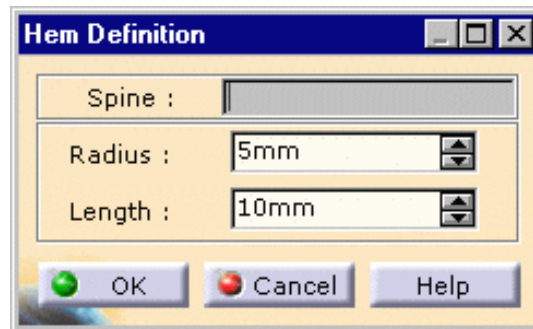 Hem Definition
Spine :
Radius : 5mm
Length : 10mm
OK Cancel Help